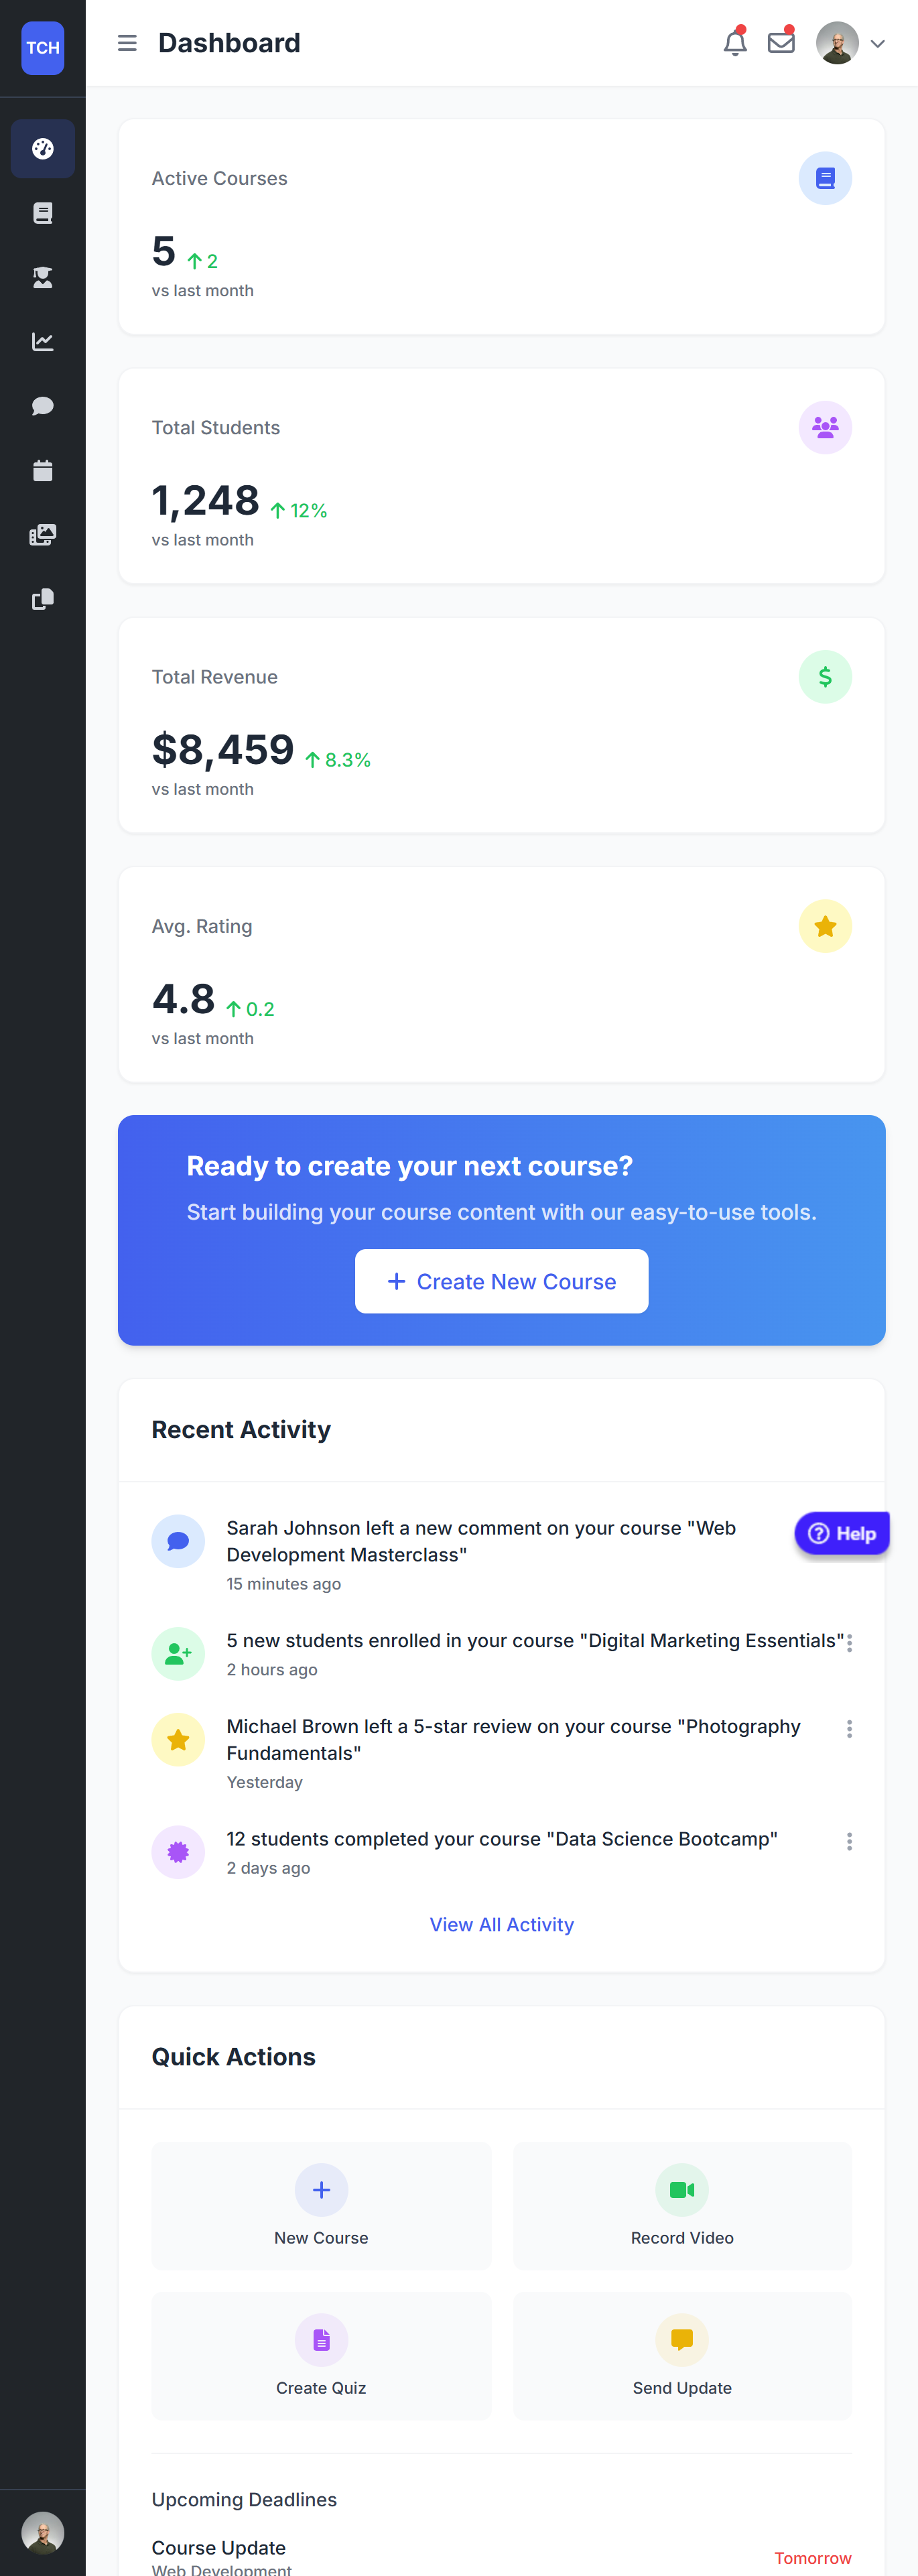 TCH
Dashboard
Active Courses
5 2
vs last month
Total Students
1,248 12%
vs last month
Total Revenue
$
$8,459 8.3%
vs last month
Avg. Rating
4.8 0.2
vs last month
Ready to create your next course?
Start building your course content with our easy-to-use tools.
+ Create New Course
Recent Activity
Sarah Johnson left a new comment on your course "Web
Development Masterclass"
15 minutes ago
? Help
5 new students enrolled in your course "Digital Marketing Essentials"
2 hours ago
Michael Brown left a 5-star review on your course "Photography
Fundamentals"
Yesterday
12 students completed your course "Data Science Bootcamp"
2 days ago
View All Activity
Quick Actions
New Course
Record Video
Create Quiz
Send Update
Upcoming Deadlines
Course Update
Tomorrow
Web Development